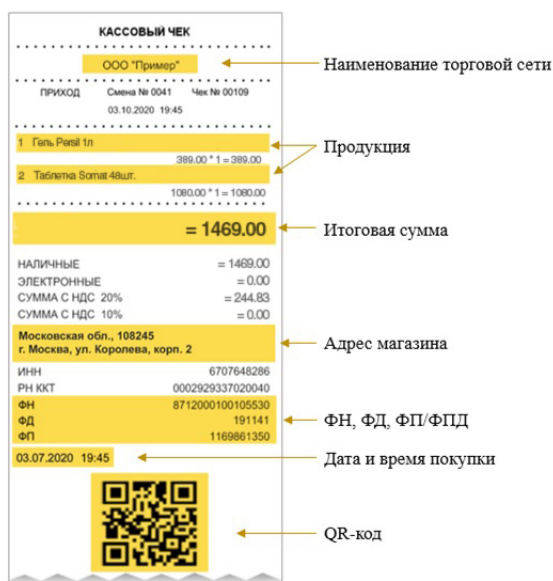 КАССОВЫЙ ЧЕК
ООО "Пример"
Наименование торговой сети
ПРИХОД Смена № 0041 Чек № 00109
03.10.2020 19:45
1 Гель Persil 1л
389.00 * 1 = 389.00
Продукция
2 Таблетка Somat 48шт.
1080.00 * 1 = 1080.00
= 1469.00
Итоговая сумма
НАЛИЧНЫЕ = 1469.00
ЭЛЕКТРОННЫЕ = 0.00
СУММА С НДС 20% = 244.83
СУММА С НДС 10% = 0.00
Московская обл., 108245
г. Москва, ул. Королева, корп. 2
Адрес магазина
ИНН 6707648286
РН ККТ 0002929337020040
ФН 8712000100105530
ФД 191141
ФП 1169861350
ФН, ФД, ФП/ФПД
03.07.2020 19:45
Дата и время покупки
QR-код